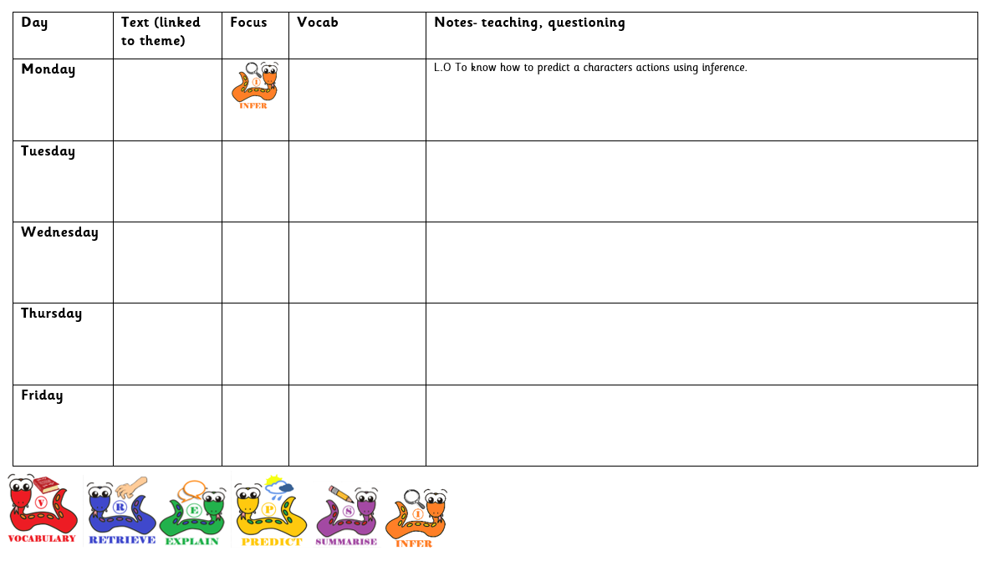 Day
Text (linked
to theme)
Focus
Vocab
Notes- teaching, questioning
Monday
I
INFER
L.O To know how to predict a characters actions using inference.
Tuesday
Wednesday
Thursday
Friday
V
VOCABULARY
R
RETRIEVE
E
EXPLAIN
P
PREDICT
S
SUMMARISE
I
INFER